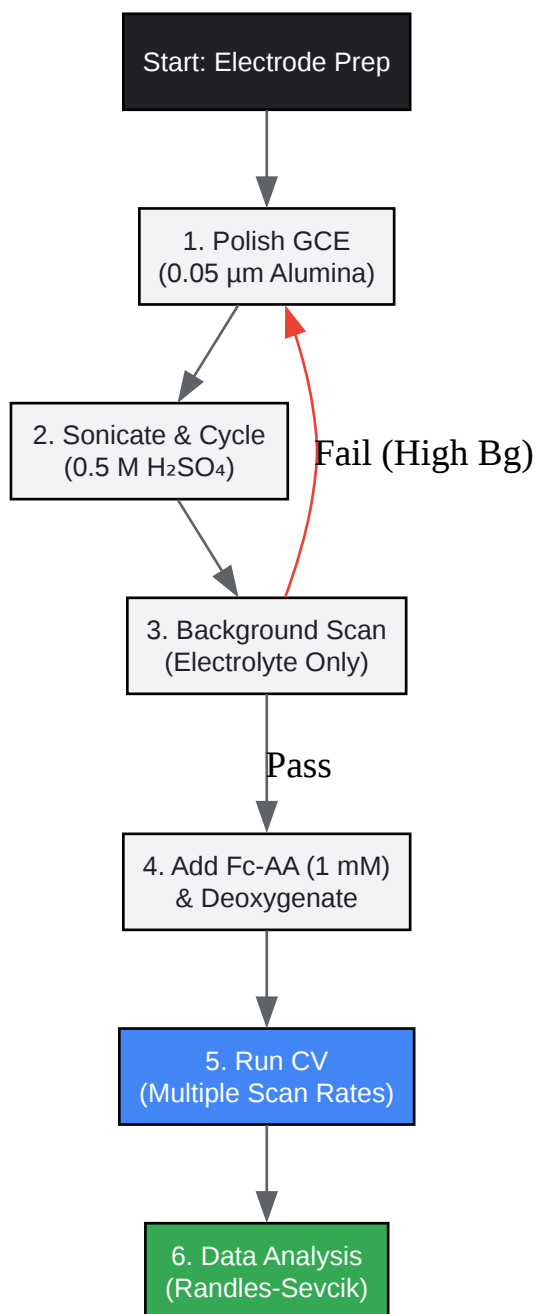 Start: Electrode Prep
1. Polish GCE
(0.05 µm Alumina)
2. Sonicate & Cycle
(0.5 M H₂SO₄)
Fail (High Bg)
3. Background Scan
(Electrolyte Only)
Pass
4. Add Fc-AA (1 mM)
& Deoxygenate
5. Run CV
(Multiple Scan Rates)
6. Data Analysis
(Randles-Sevcik)